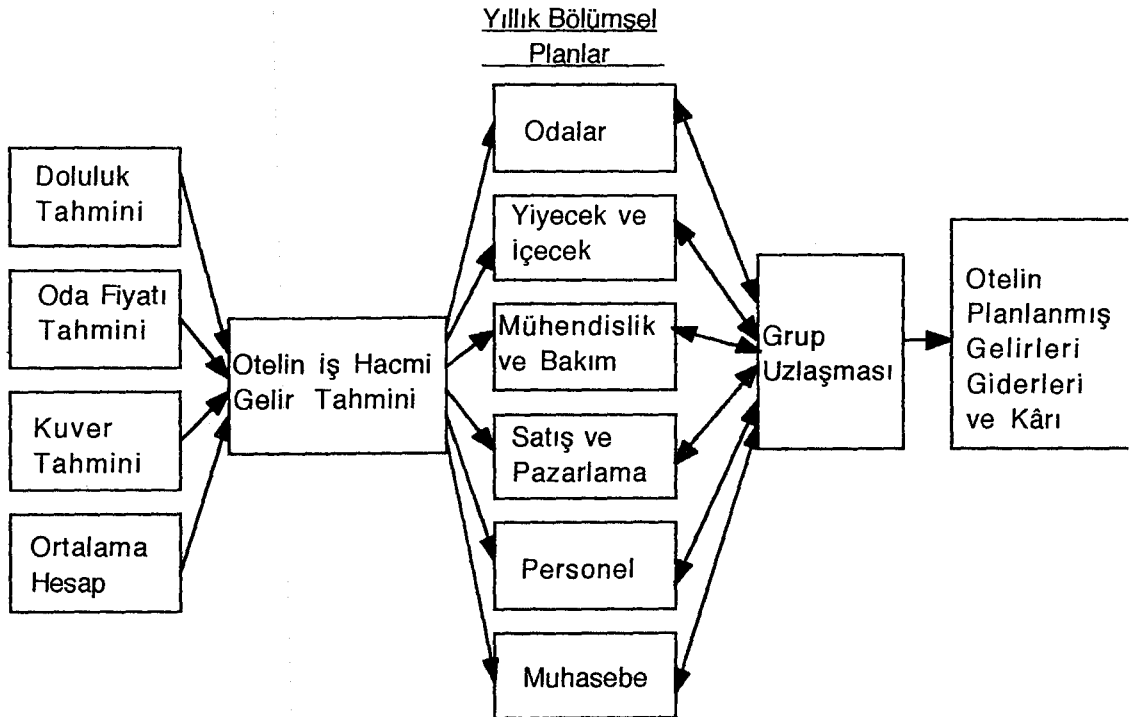 Yıllık Bölümsel
Planlar
Doluluk
Tahmini
Oda Fiyatı
Tahmini
Kuver
Tahmini
Ortalama
Hesap
Otelin iş Hacmi
Gelir Tahmini
Odalar
Yiyecek ve
İçecek
Mühendislik
ve Bakım
Satış ve
Pazarlama
Personel
Muhasebe
Grup
Uzlaşması
Otelin
Planlanmış
Gelirleri
Giderleri
ve Kârı